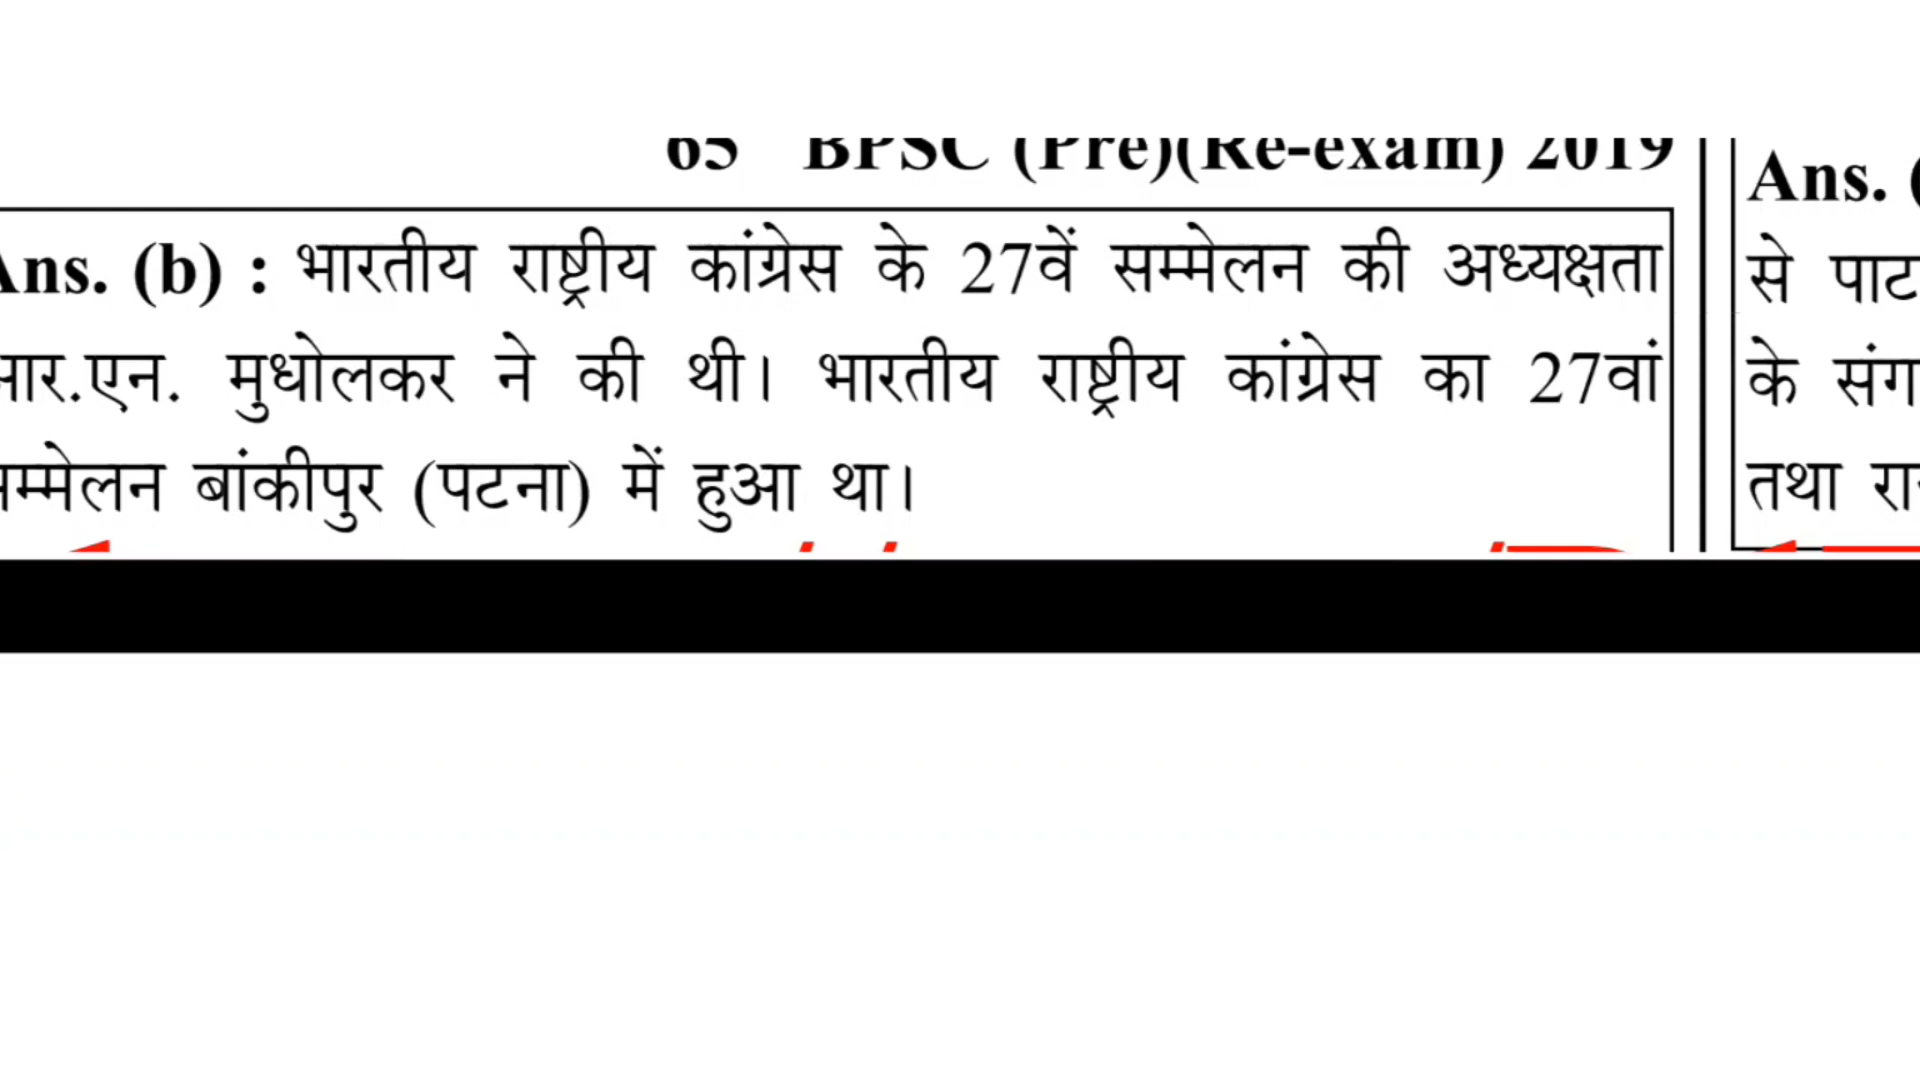 65 BPSC (Pre)(Re-exam) 2019
Ans. (b) : भारतीय राष्ट्रीय कांग्रेस के 27वें सम्मेलन की अध्यक्षता
आर.एन. मुधोलकर ने की थी। भारतीय राष्ट्रीय कांग्रेस का 27वां
सम्मेलन बांकीपुर (पटना) में हुआ था।
Ans. (
से पाट
के संग
तथा